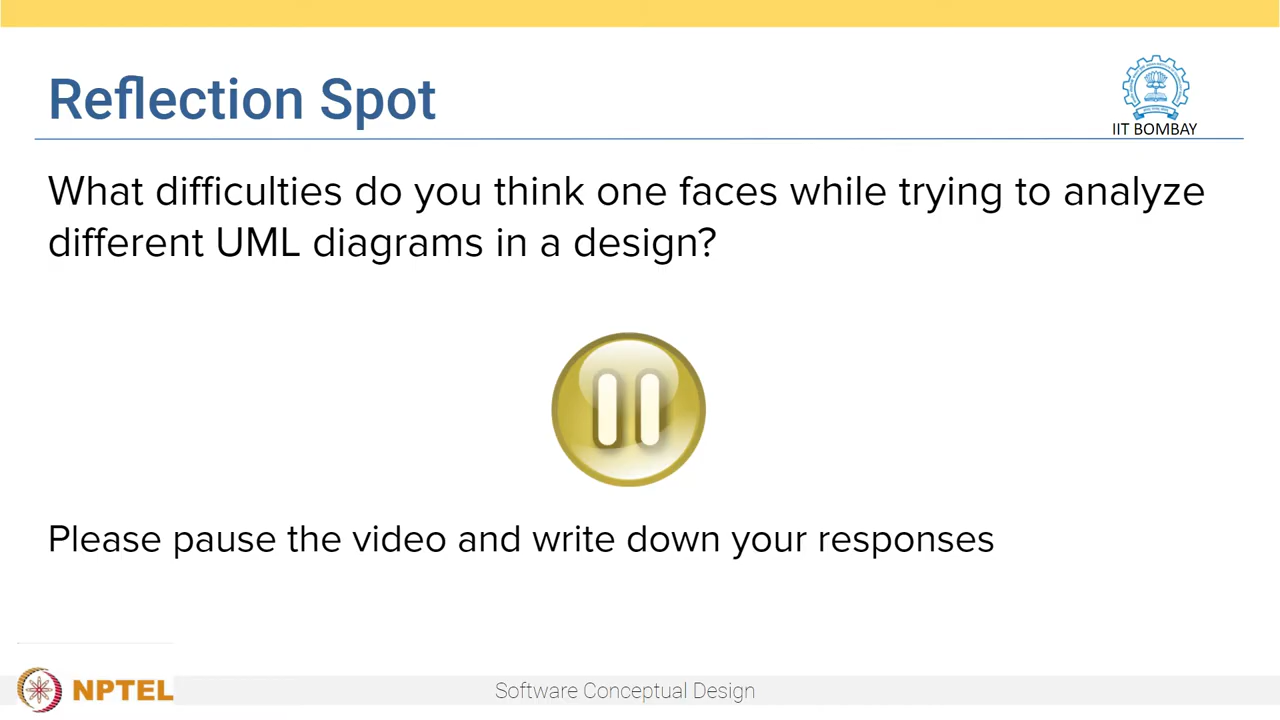 Reflection Spot
IIT BOMBAY
What difficulties do you think one faces while trying to analyze
different UML diagrams in a design?
Please pause the video and write down your responses
NPTEL
Software Conceptual Design